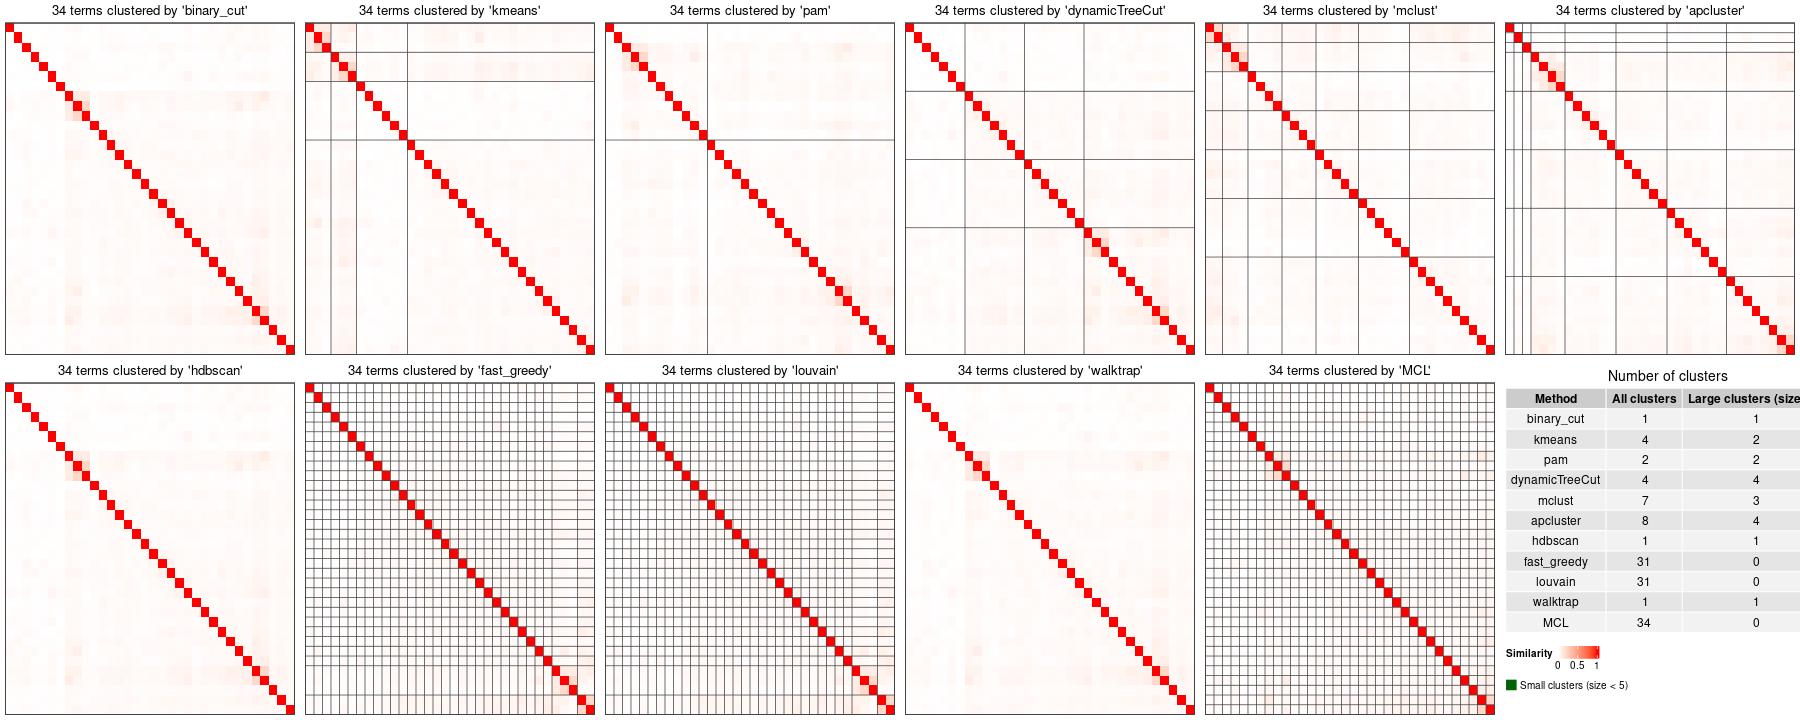 34 terms clustered by 'binary_cut'
34 terms clustered by 'kmeans'
34 terms clustered by 'pam'
34 terms clustered by 'dynamicTreeCut'
34 terms clustered by 'mclust'
34 terms clustered by 'apcluster'
34 terms clustered by 'hdbscan'
34 terms clustered by 'fast_greedy'
34 terms clustered by 'louvain'
34 terms clustered by 'walktrap'
34 terms clustered by 'MCL'
Number of clusters
Method All clusters Large clusters (size
binary_cut 1 1
kmeans 4 2
pam 2 2
dynamicTreeCut 4 4
mclust 7 3
apcluster 8 4
hdbscan 1 1
fast_greedy 31 0
louvain 31 0
walktrap 1 1
MCL 34 0
Similarity
0 0.5 1
Small clusters (size < 5)